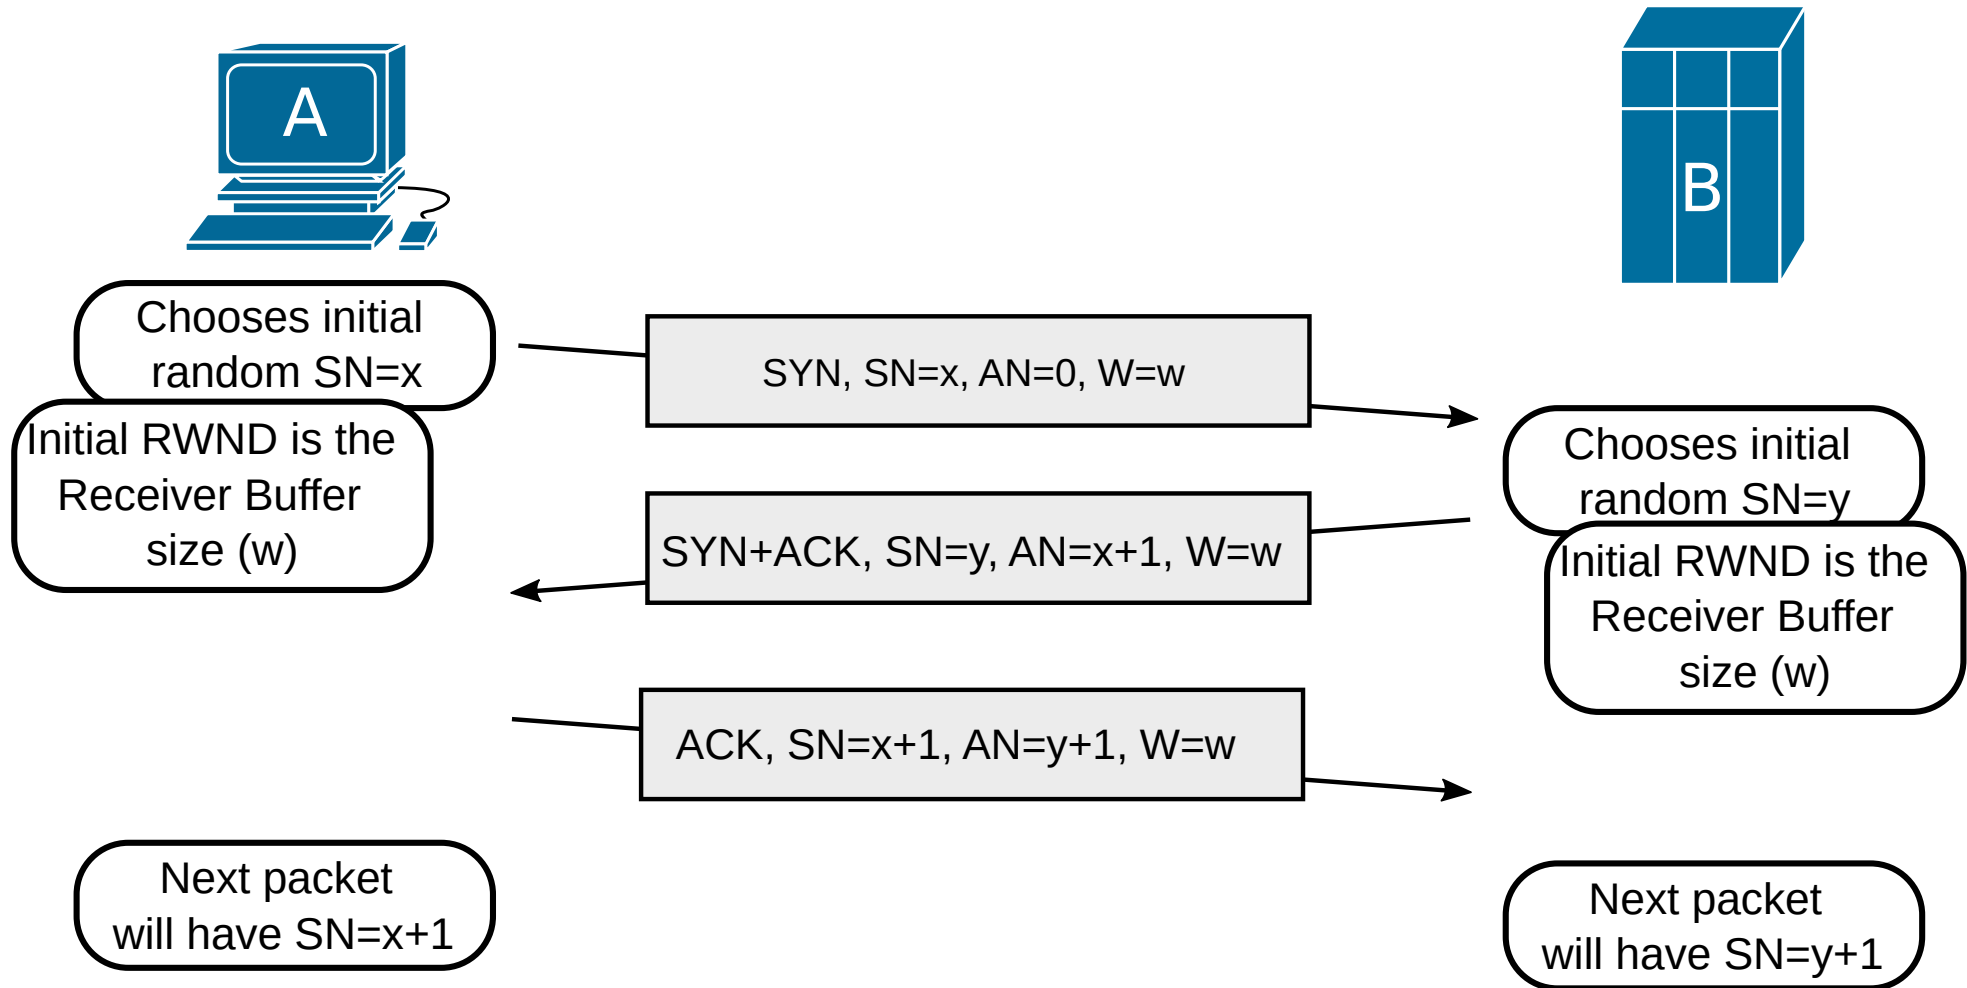 A
B
Chooses initial
random SN=x
Initial RWND is the
Receiver Buffer
size (w)
SYN, SN=x, AN=0, W=w
Chooses initial
random SN=y
Initial RWND is the
Receiver Buffer
size (w)
SYN+ACK, SN=y, AN=x+1, W=w
ACK, SN=x+1, AN=y+1, W=w
Next packet
will have SN=x+1
Next packet
will have SN=y+1